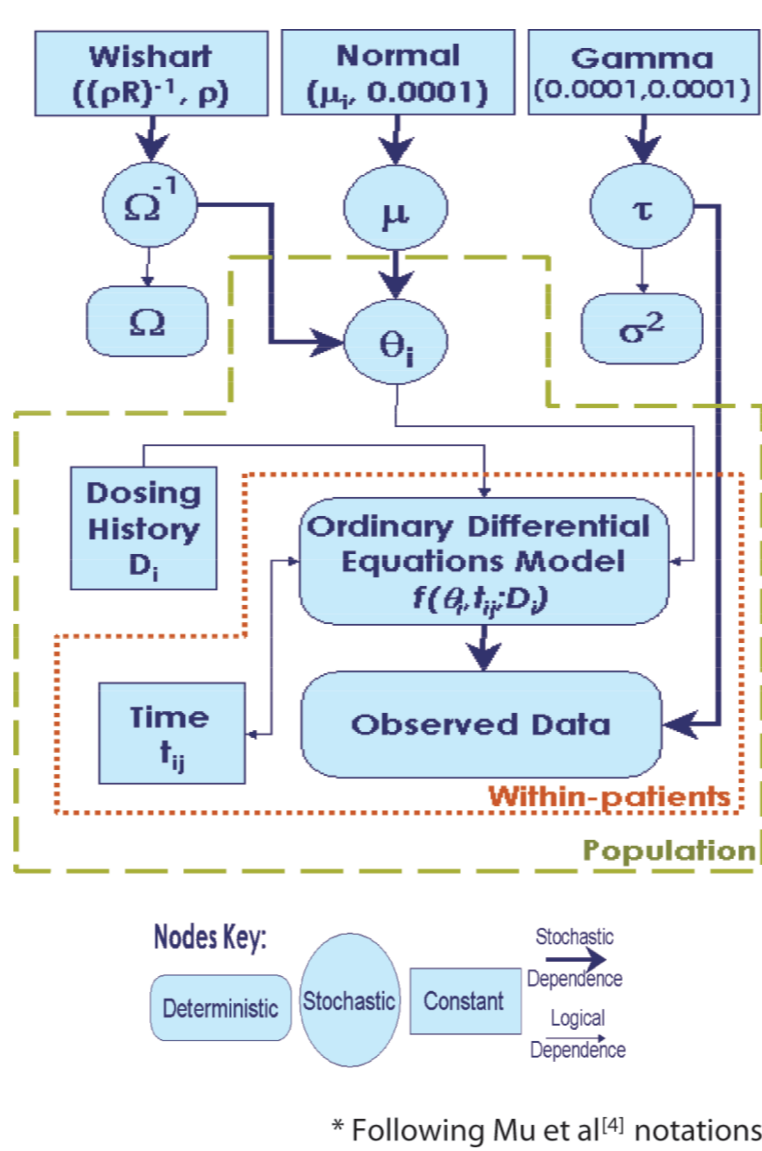 Wishart
((ρR)⁻¹, ρ)
Normal
(μᵢ, 0.0001)
Gamma
(0.0001,0.0001)
Ω⁻¹
μ
τ
Ω
θᵢ
σ²
Dosing
History
Dᵢ
Ordinary Differential
Equations Model
f(θᵢ,tᵢⱼ;Dᵢ)
Time
tᵢⱼ
Observed Data
Within-patients
Population
Nodes Key:
Deterministic
Stochastic
Constant
Stochastic
Dependence
Logical
Dependence
* Following Mu et al[4] notations